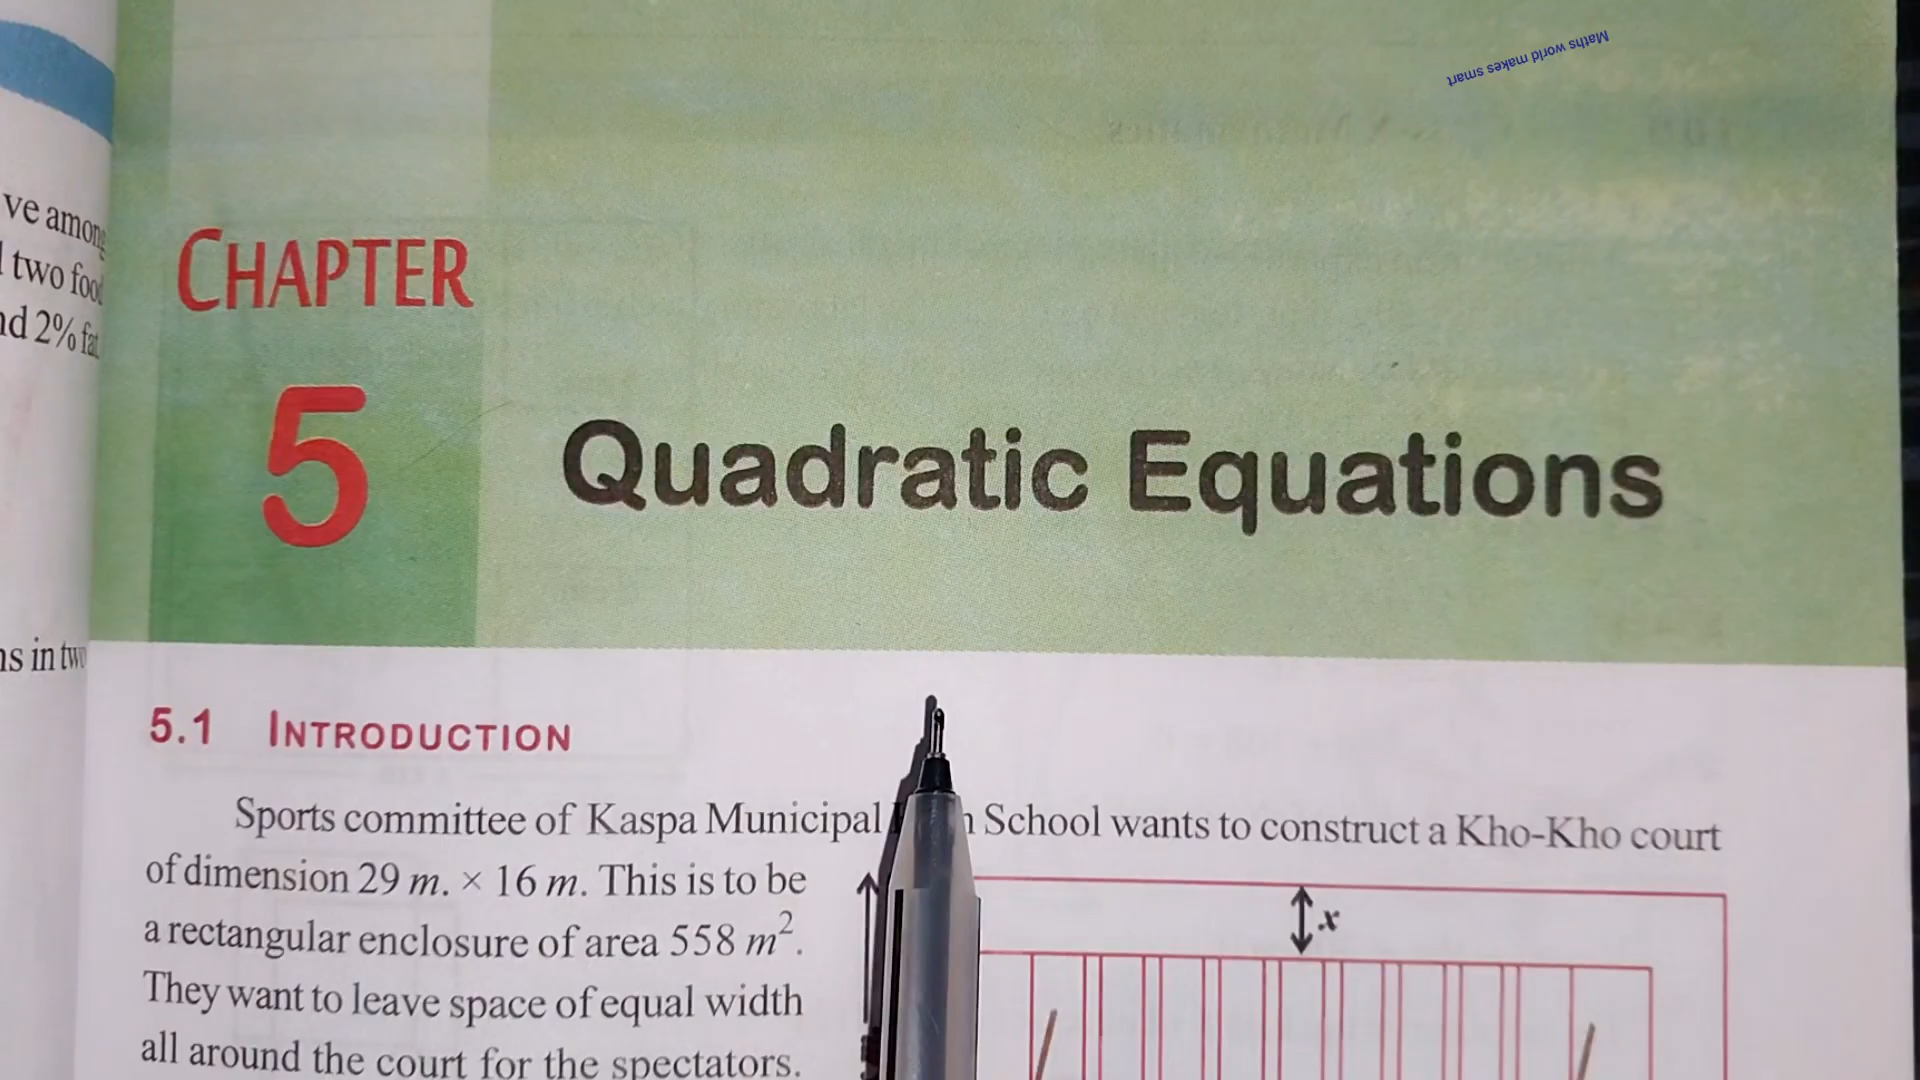 Maths world makes smart
ve among
two food
nd 2% fat
ns in two
CHAPTER
5
Quadratic Equations
5.1 INTRODUCTION
Sports committee of Kaspa Municipal School wants to construct a Kho-Kho court
of dimension 29 m. × 16 m. This is to be
a rectangular enclosure of area 558 m².
They want to leave space of equal width
all around the court for the spectators.
x